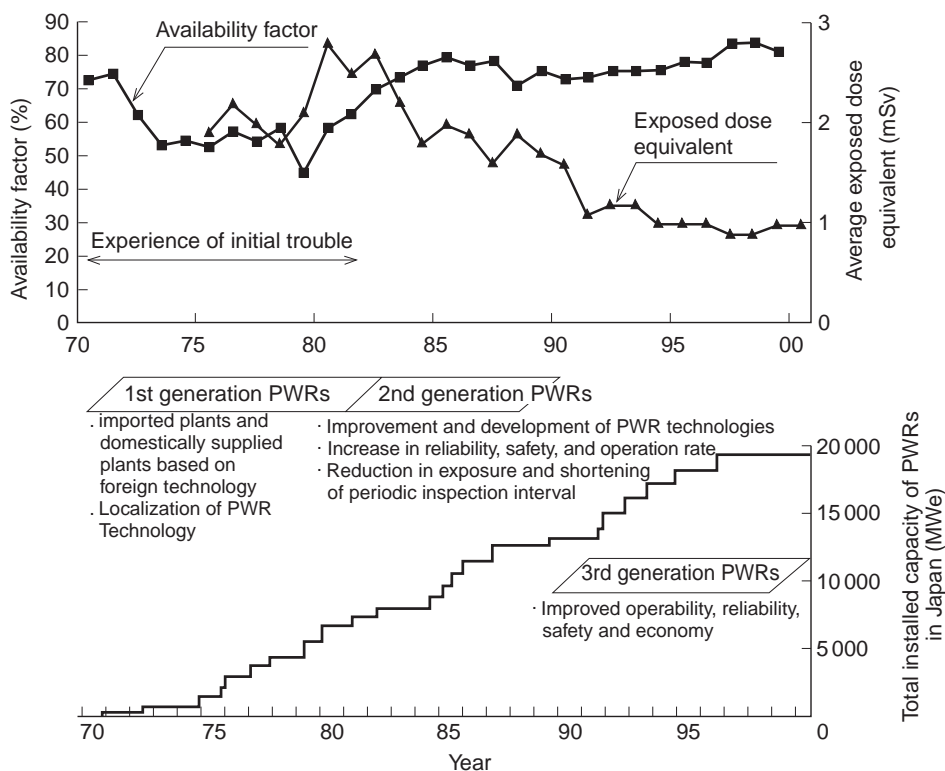 90
80
70
60
50
40
30
20
10
0
Availability factor (%)
Availability factor
Exposed dose
equivalent
Experience of initial trouble
3
2
1
0
Average exposed dose
equivalent (mSv)
70 75 80 85 90 95 00
1st generation PWRs
. imported plants and
domestically supplied
plants based on
foreign technology
. Localization of PWR
Technology
2nd generation PWRs
· Improvement and development of PWR technologies
· Increase in reliability, safety, and operation rate
· Reduction in exposure and shortening
of periodic inspection interval
3rd generation PWRs
· Improved operability, reliability,
safety and economy
20 000
15 000
10 000
5 000
0
Total installed capacity of PWRs
in Japan (MWe)
70 75 80 85 90 95
Year